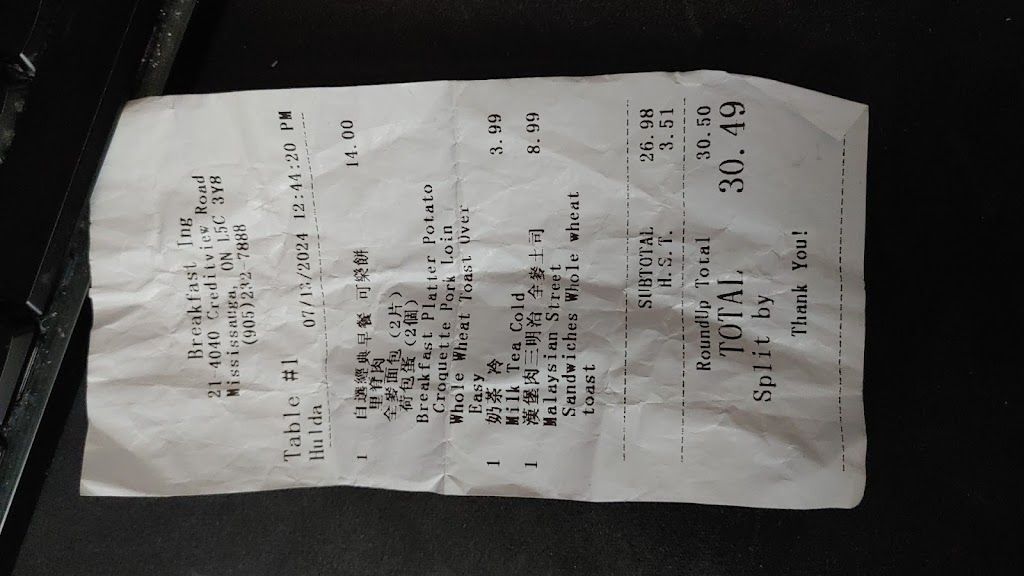 Breakfast Ing
21-4040 Creditview Road
Mississauga, ON L5C 3Y8
(905)232-7888
Table #1
Hulda 07/13/2024 12:44:20 PM
1 自選經典早餐 可樂餅 14.00
里脊肉
全麥面包 (2片)
荷包蛋 (2個)
Breakfast Platter Potato
Croquette Pork Loin
Whole Wheat Toast Over
Easy
1 奶茶 冷 3.99
Milk Tea Cold
1 漢堡肉三明治 全麥土司 8.99
Malaysian Street
Sandwiches Whole wheat
toast
SUBTOTAL 26.98
H.S.T. 3.51
RoundUp Total 30.50
TOTAL 30.49
Split by
Thank You!